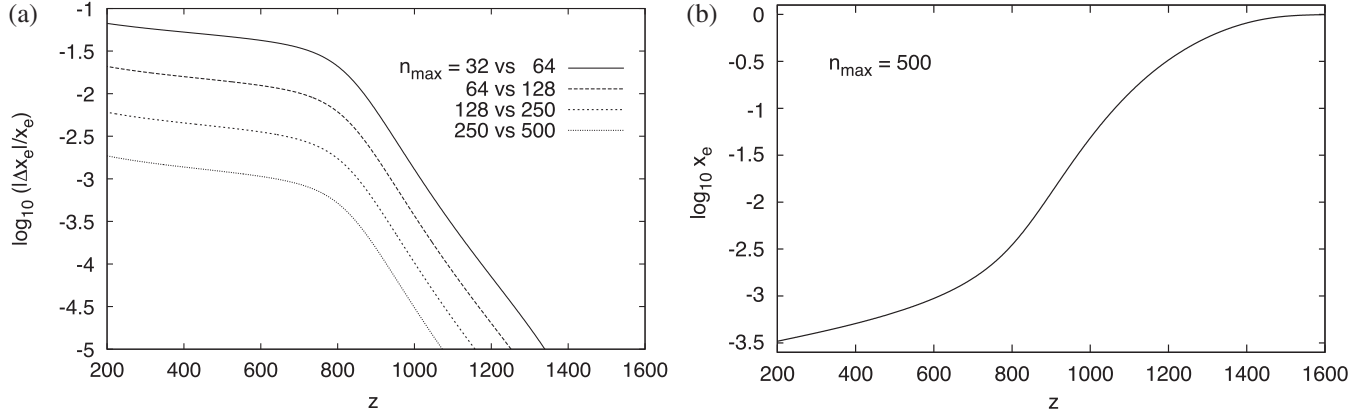 (a)
-1
-1.5
-2
-2.5
-3
-3.5
-4
-4.5
-5
log10 (|Δxe|/xe)
nmax = 32 vs 64
64 vs 128
128 vs 250
250 vs 500
200 400 600 800 1000 1200 1400 1600
z
(b)
0
-0.5
-1
-1.5
-2
-2.5
-3
-3.5
log10 xe
nmax = 500
200 400 600 800 1000 1200 1400 1600
z